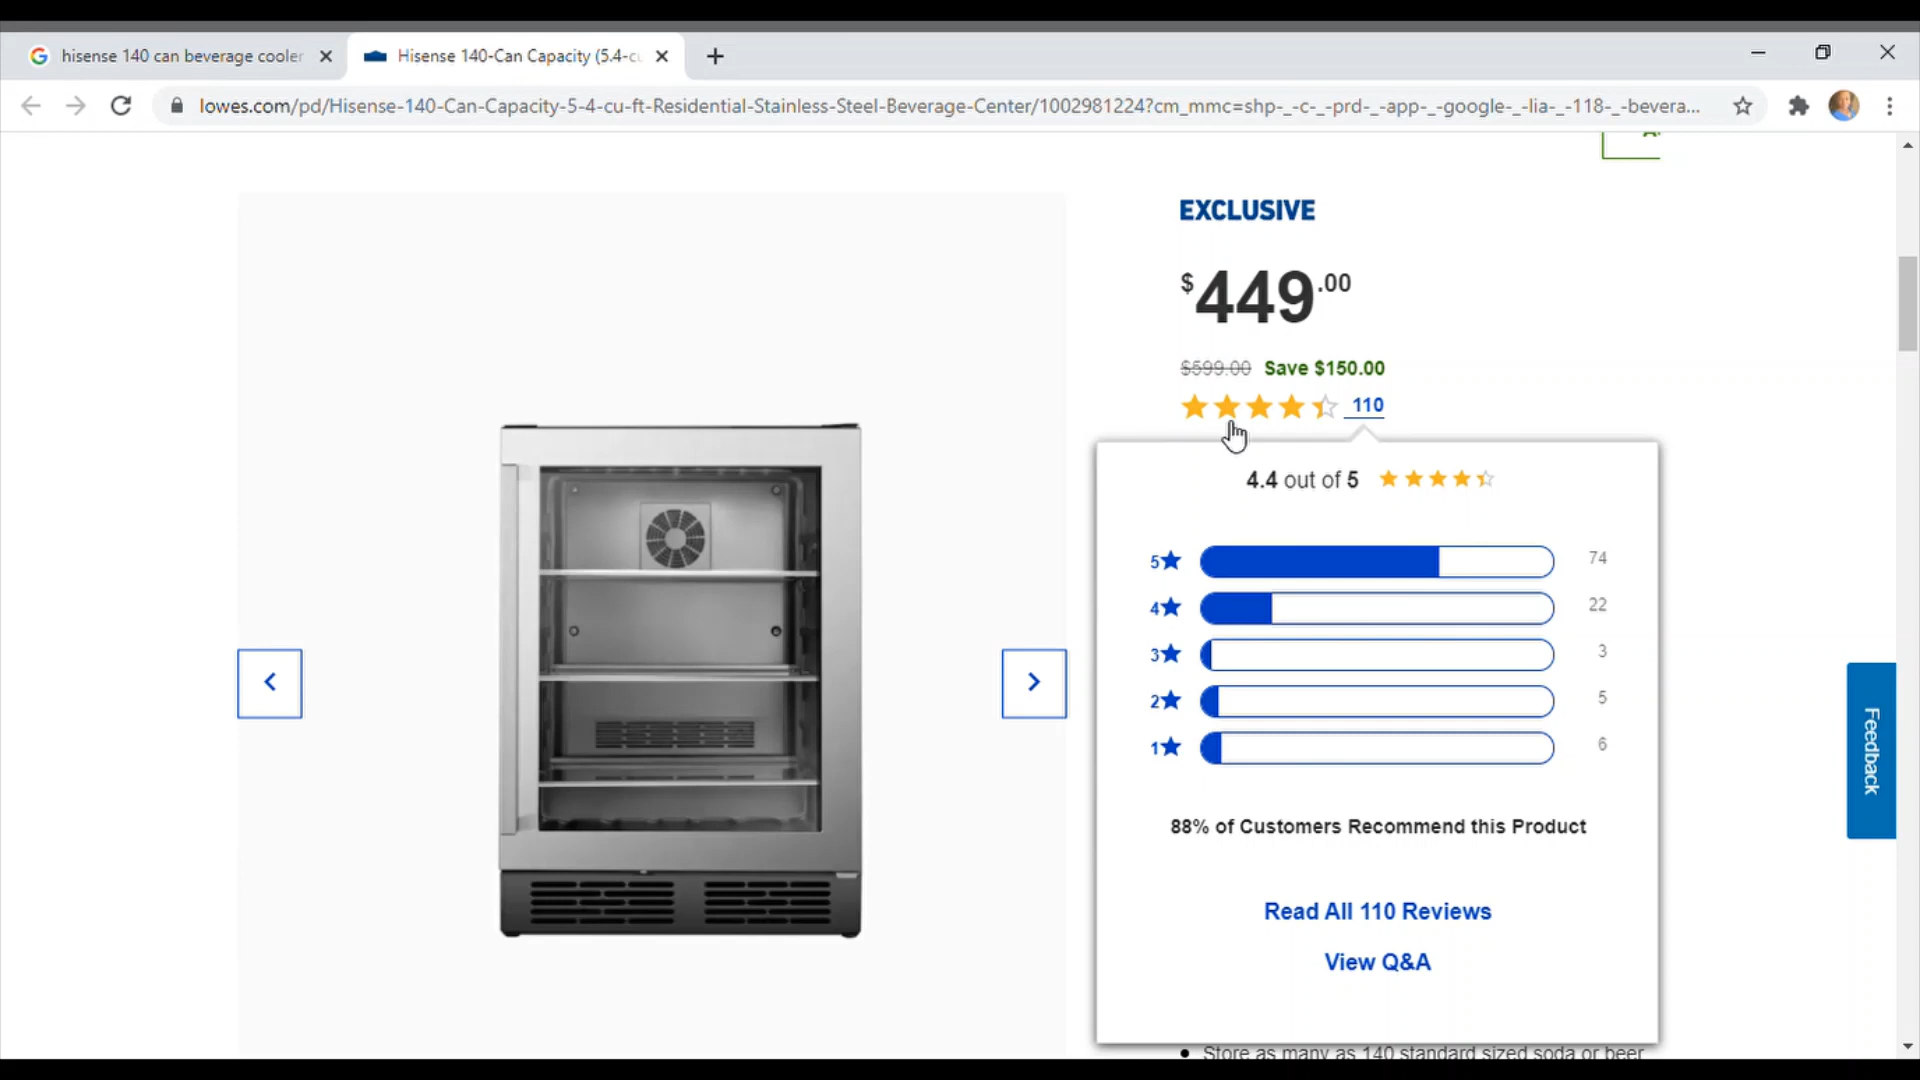 hisense 140 can beverage cooler
Hisense 140-Can Capacity (5.4-cu
lowes.com/pd/Hisense-140-Can-Capacity-5-4-cu-ft-Residential-Stainless-Steel-Beverage-Center/1002981224?cm_mmc=shp-_-c-_-prd-_-app-_-google-_-lia-_-118-_-bevera...
EXCLUSIVE
$449.00
$599.00 Save $150.00
110
4.4 out of 5
5★ 74
4★ 22
3★ 3
2★ 5
1★ 6
88% of Customers Recommend this Product
Read All 110 Reviews
View Q&A
Feedback
• Store as many as 140 standard sized soda or beer